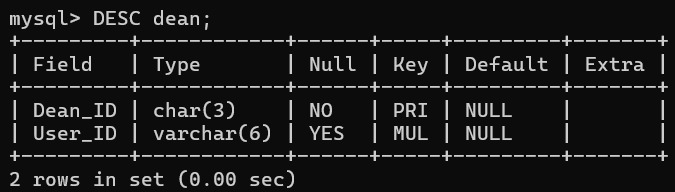 mysql> DESC dean;
+---------+------------+------+-----+---------+-------+
| Field   | Type       | Null | Key | Default | Extra |
+---------+------------+------+-----+---------+-------+
| Dean_ID | char(3)    | NO   | PRI | NULL    |       |
| User_ID | varchar(6) | YES  | MUL | NULL    |       |
+---------+------------+------+-----+---------+-------+
2 rows in set (0.00 sec)